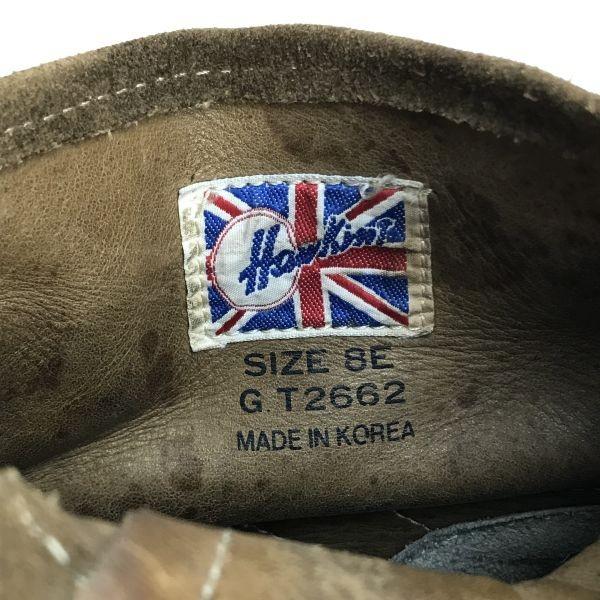 Hawkins
SIZE 8E
G.T2662
MADE IN KOREA